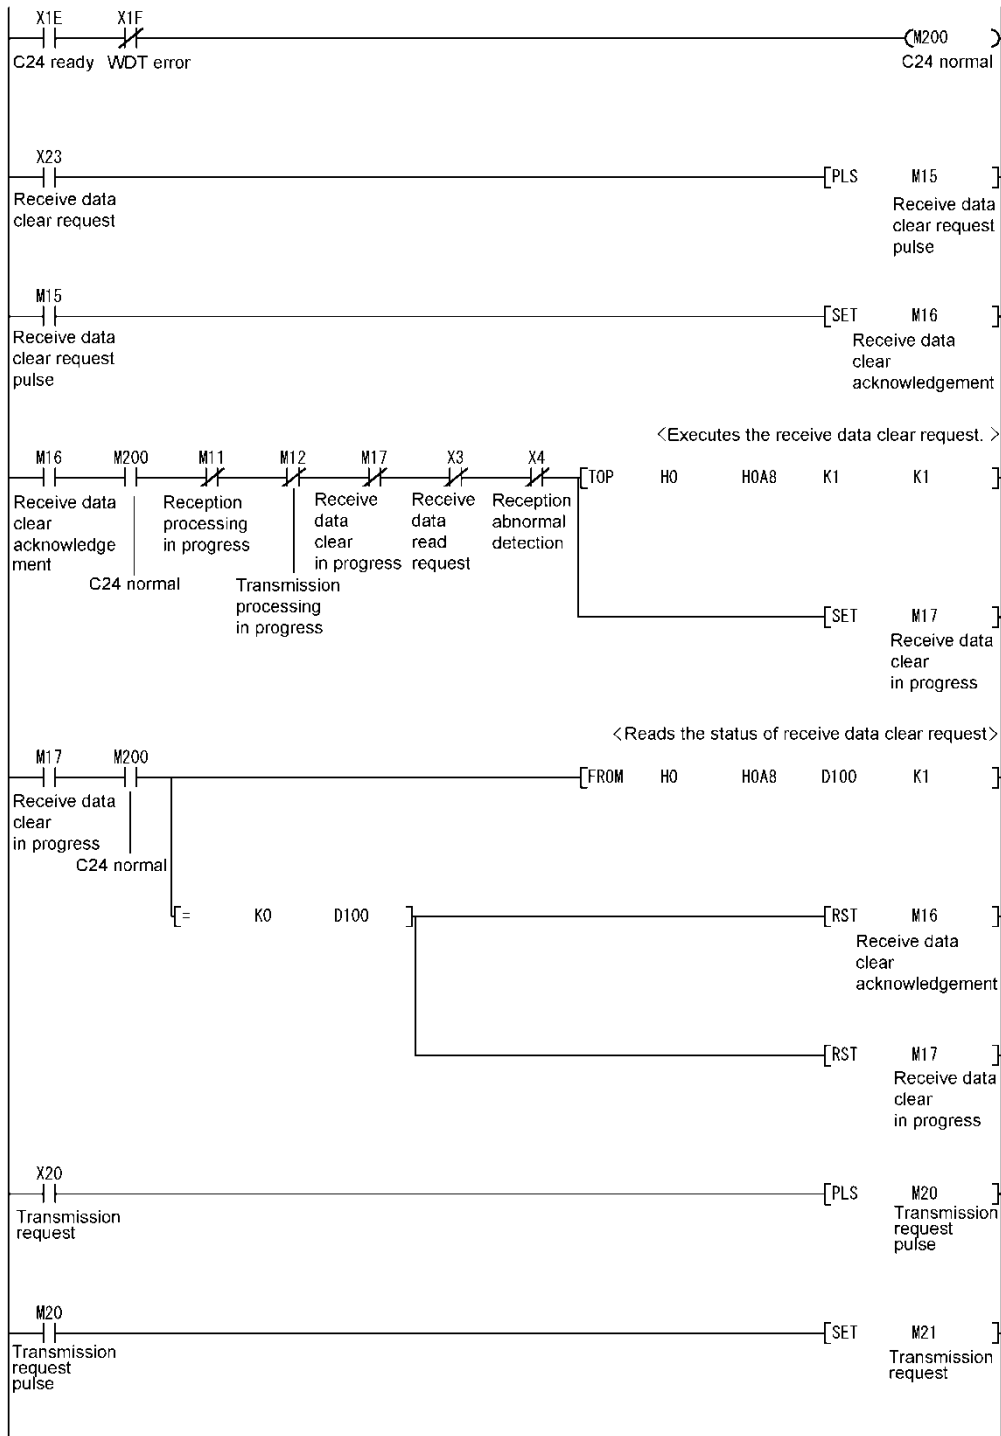 X1E X1F
(M200 )
C24 ready WDT error
C24 normal
X23
[PLS M15 ]
Receive data
clear request
Receive data
clear request
pulse
M15
[SET M16 ]
Receive data
clear request
pulse
Receive data
clear
acknowledgement
<Executes the receive data clear request. >
M16 M200 M11 M12 M17 X3 X4
[TOP H0 H0A8 K1 K1 ]
Receive data
clear
acknowledge
ment
C24 normal
Reception
processing
in progress
Transmission
processing
in progress
Receive
data
clear
in progress
Receive
data
read
request
Reception
abnormal
detection
[SET M17 ]
Receive data
clear
in progress
<Reads the status of receive data clear request>
M17 M200
[FROM H0 H0A8 D100 K1 ]
Receive data
clear
in progress
C24 normal
[= K0 D100 ]
[RST M16 ]
Receive data
clear
acknowledgement
[RST M17 ]
Receive data
clear
in progress
X20
[PLS M20 ]
Transmission
request
Transmission
request
pulse
M20
[SET M21 ]
Transmission
request
pulse
Transmission
request